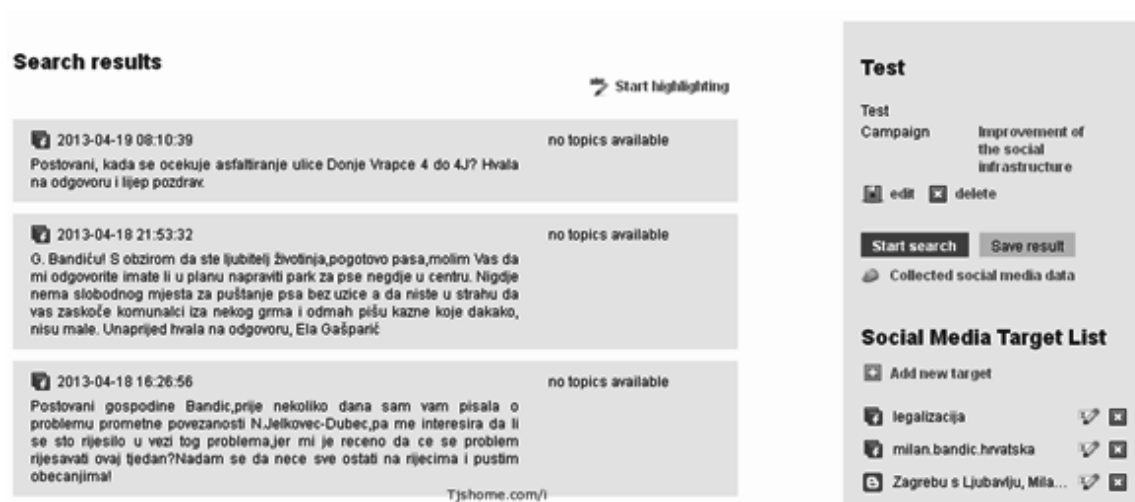 Search results
Start highlighting
2013-04-19 08:10:39
no topics available
Postovani, kada se ocekuje asfaltiranje ulice Donje Vrapce 4 do 4J? Hvala
na odgovoru i lijep pozdrav.
2013-04-18 21:53:32
no topics available
G. Bandiću! S obzirom da ste ljubitelj životinja,pogotovo pasa,molim Vas da
mi odgovorite imate li u planu napraviti park za pse negdje u centru. Nigdje
nema slobodnog mjesta za puštanje psa bez uzice a da niste u strahu da
vas zaskoče komunalci iza nekog grma i odmah pišu kazne koje dakako,
nisu male. Unaprijed hvala na odgovoru, Ela Gašparić
2013-04-18 16:26:56
no topics available
Postovani gospodine Bandic,prije nekoliko dana sam vam pisala o
problemu prometne povezanosti N.Jelkovec-Dubec,pa me interesira da li
se sto rijesilo u vezi tog problema,jer mi je receno da ce se problem
rijesavati ovaj tjedan?Nadam se da nece sve ostati na rijecima i pustim
obecanjima!
Tjshome.com/i
Test
Test
Campaign
Improvement of
the social
infrastructure
edit
delete
Start search
Save result
Collected social media data
Social Media Target List
Add new target
legalizacija
milan.bandic.hrvatska
Zagrebu s Ljubavlju, Mila...